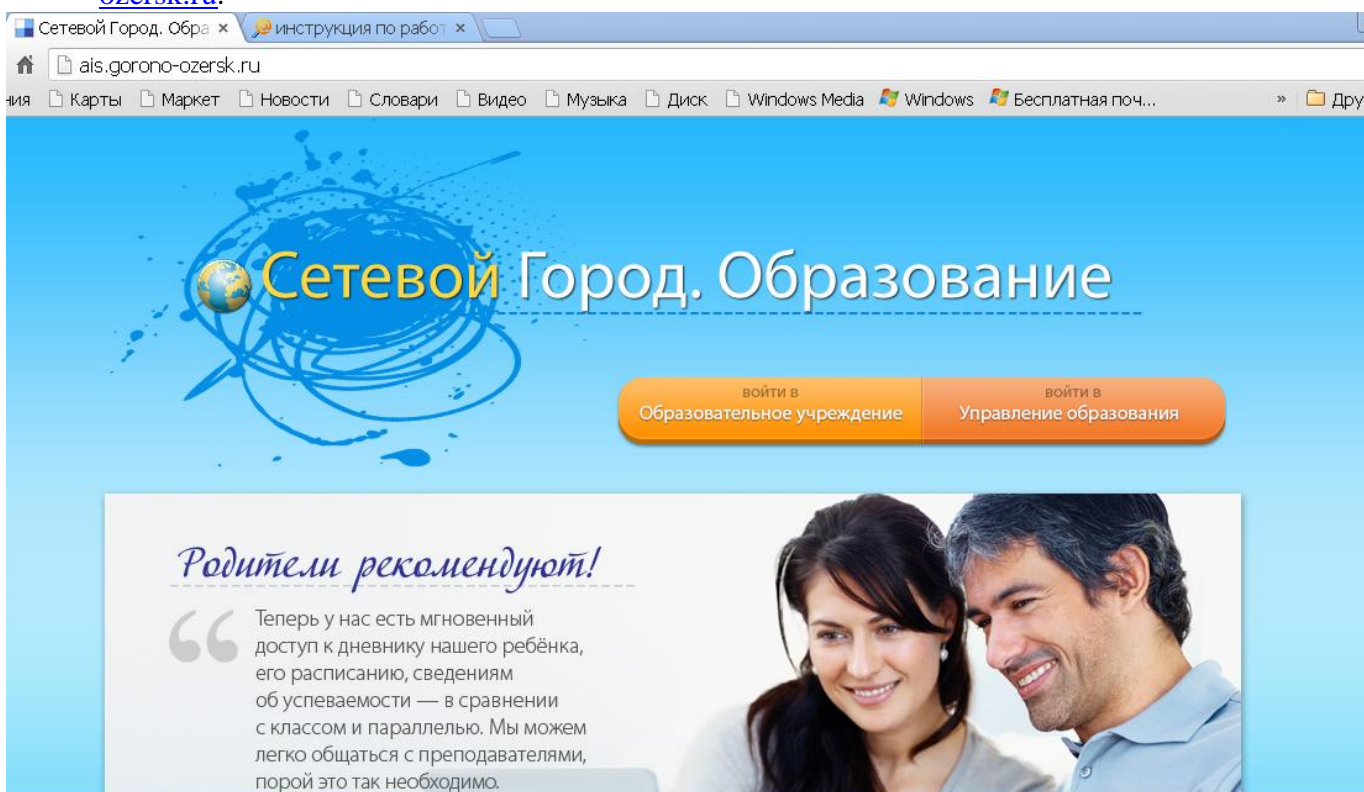 ozersk.ru.
Сетевой Город. Обра
инструкция по работ
ais.gorono-ozersk.ru
Карты Маркет Новости Словари Видео Музыка Диск Windows Media Windows Бесплатная поч... »
Сетевой Город. Образование
войти в
Образовательное учреждение
войти в
Управление образования
Родители рекомендуют!
“ Теперь у нас есть мгновенный
доступ к дневнику нашего ребёнка,
его расписанию, сведениям
об успеваемости — в сравнении
с классом и параллелью. Мы можем
легко общаться с преподавателями,
порой это так необходимо.